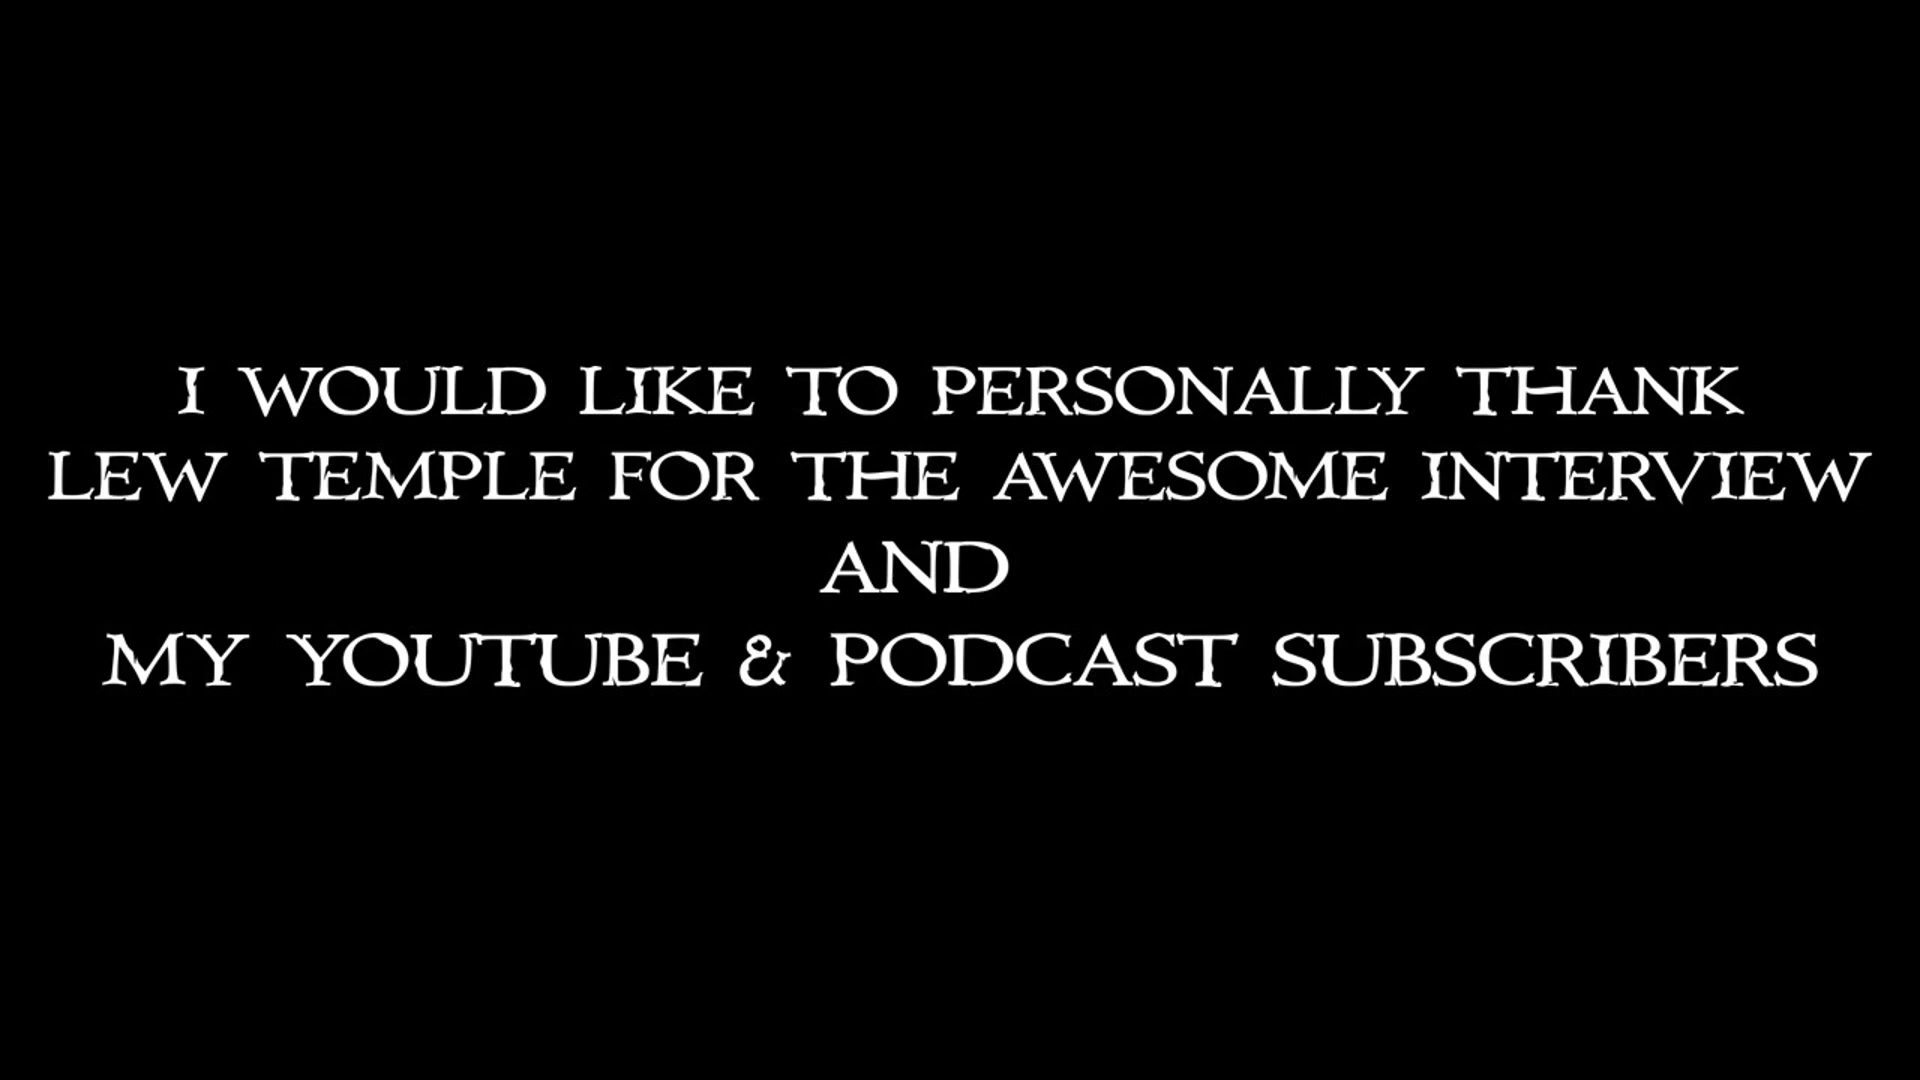 I WOULD LIKE TO PERSONALLY THANK
LEW TEMPLE FOR THE AWESOME INTERVIEW
AND
MY YOUTUBE & PODCAST SUBSCRIBERS